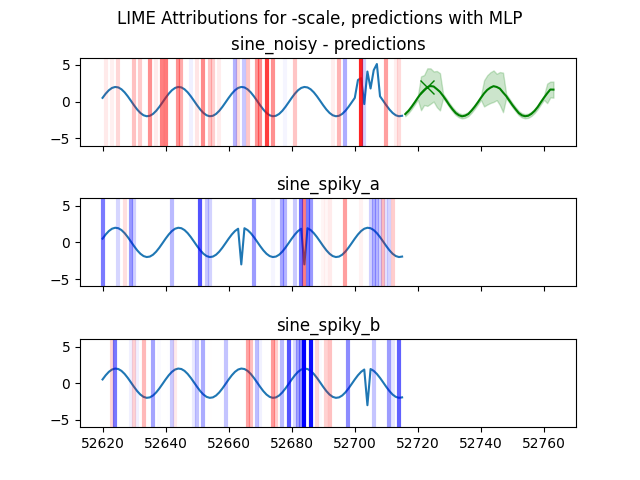 LIME Attributions for -scale, predictions with MLP
sine_noisy - predictions
5
0
−5
sine_spiky_a
5
0
−5
sine_spiky_b
5
0
−5
52620 52640 52660 52680 52700 52720 52740 52760